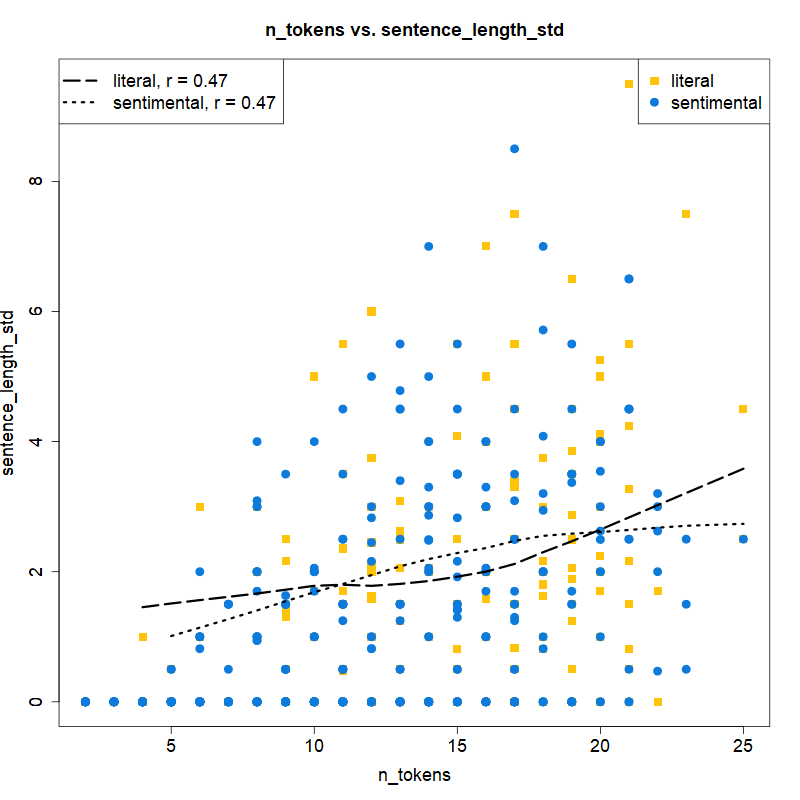 n_tokens vs. sentence_length_std
literal, r = 0.47
sentimental, r = 0.47
literal
sentimental
sentence_length_std
8
6
4
2
0
5
10
15
20
25
n_tokens